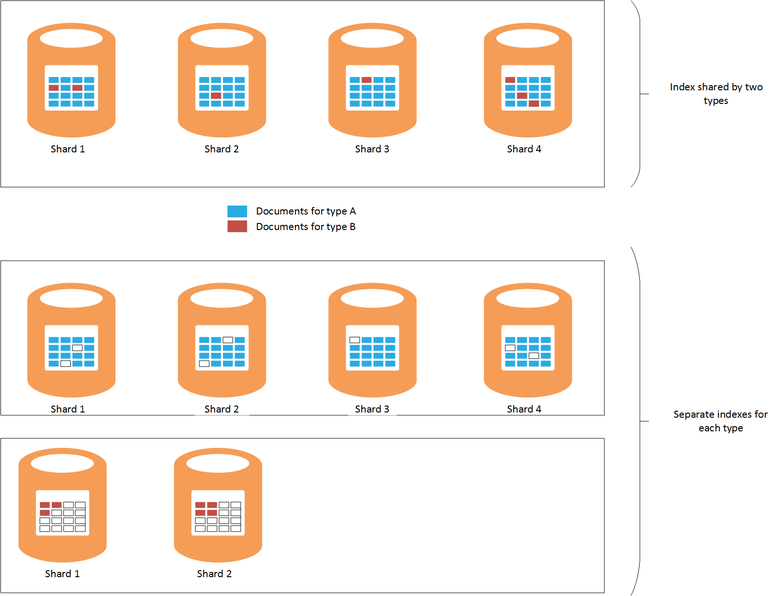 Shard 1
Shard 2
Shard 3
Shard 4
Index shared by two
types
Documents for type A
Documents for type B
Shard 1
Shard 2
Shard 3
Shard 4
Separate indexes for
each type
Shard 1
Shard 2